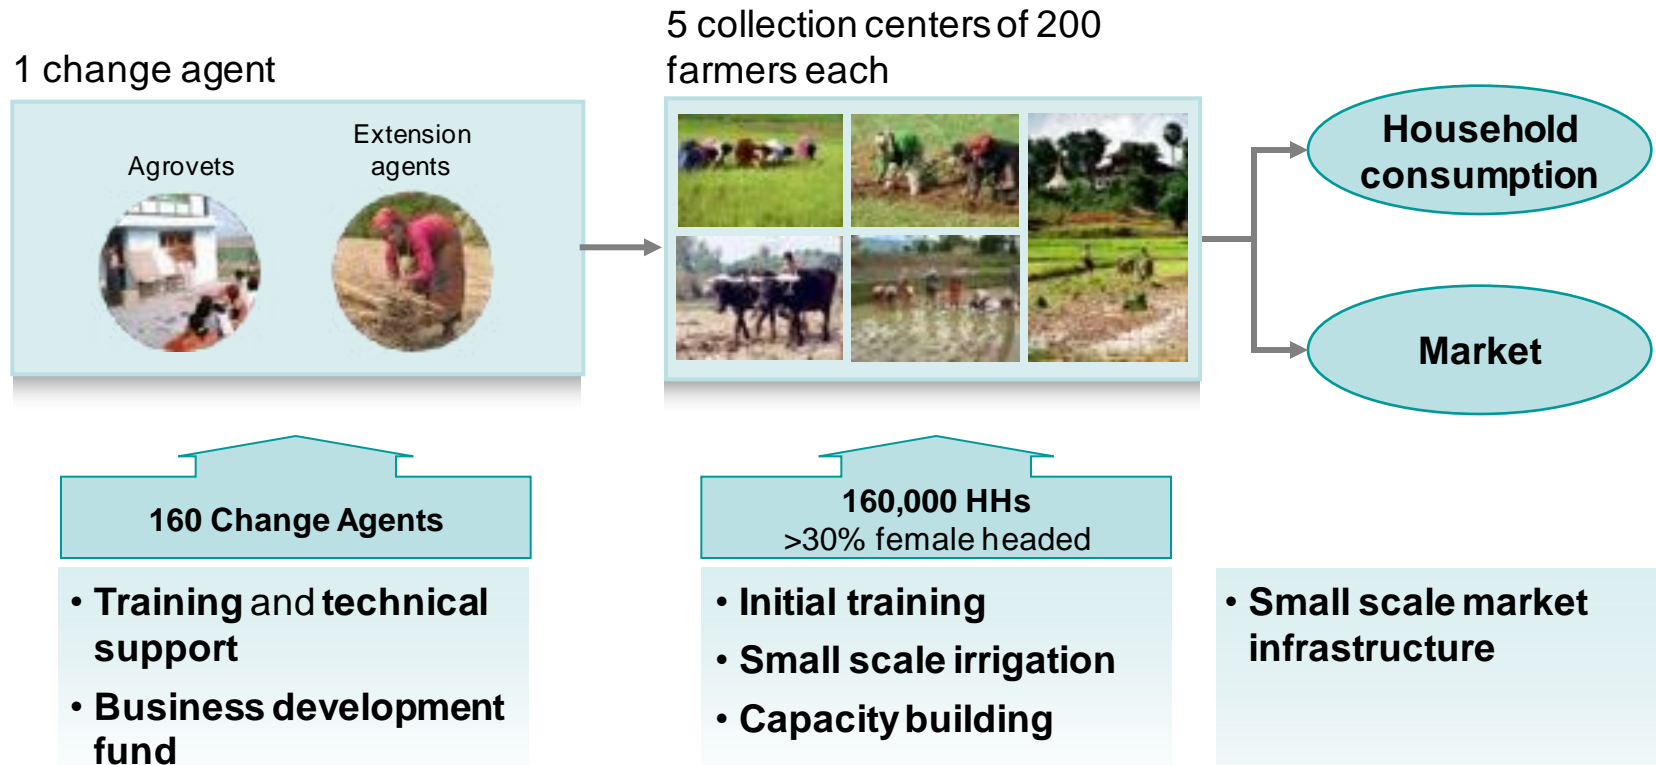 1 change agent
5 collection centers of 200
farmers each
Agrovets
Extension
agents
Household
consumption
Market
160 Change Agents
160,000 HHs
>30% female headed
• Training and technical
support
• Business development
fund
• Initial training
• Small scale irrigation
• Capacity building
• Small scale market
infrastructure